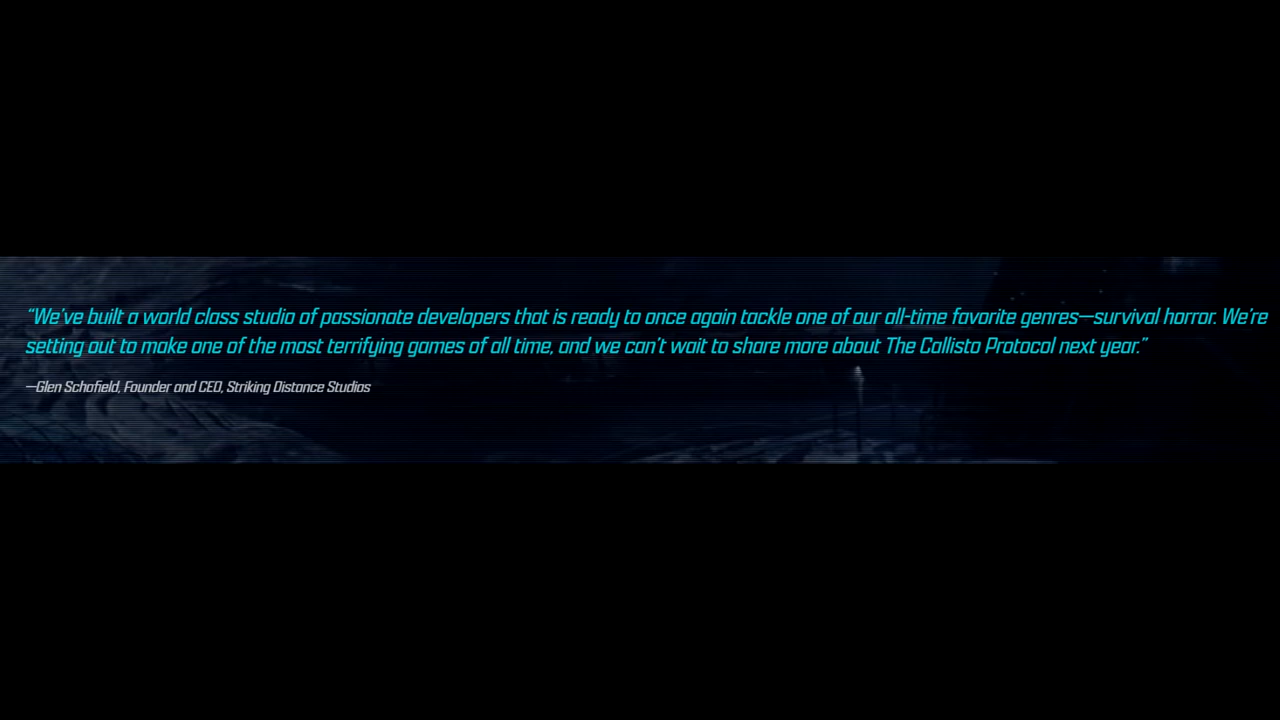 “We’ve built a world class studio of passionate developers that is ready to once again tackle one of our all-time favorite genres—survival horror. We’re
setting out to make one of the most terrifying games of all time, and we can’t wait to share more about The Callisto Protocol next year.”
—Glen Schofield, Founder and CEO, Striking Distance Studios